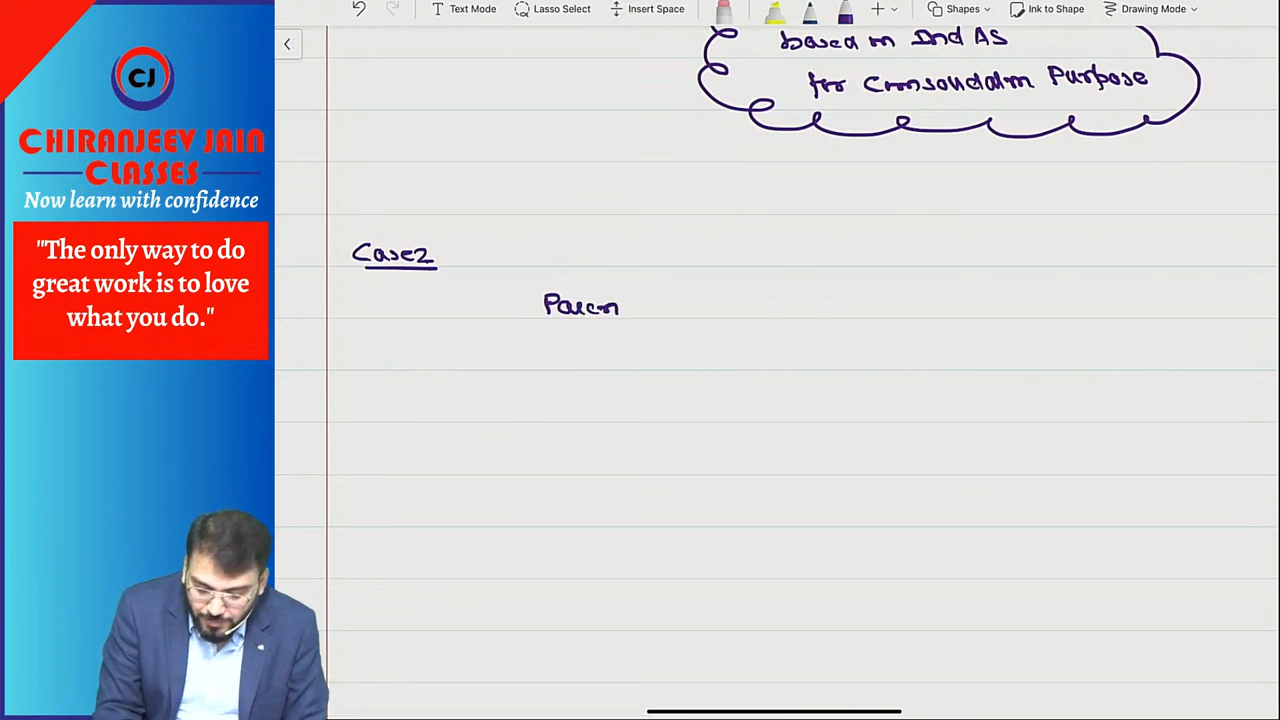 Text Mode
Lasso Select
Insert Space
Shapes
Ink to Shape
Drawing Mode
CJ
CHIRANJEEV JAIN
CLASSES
Now learn with confidence
"The only way to do
great work is to love
what you do."
based on Ind AS
for Consolidation Purpose
Case2
Paren